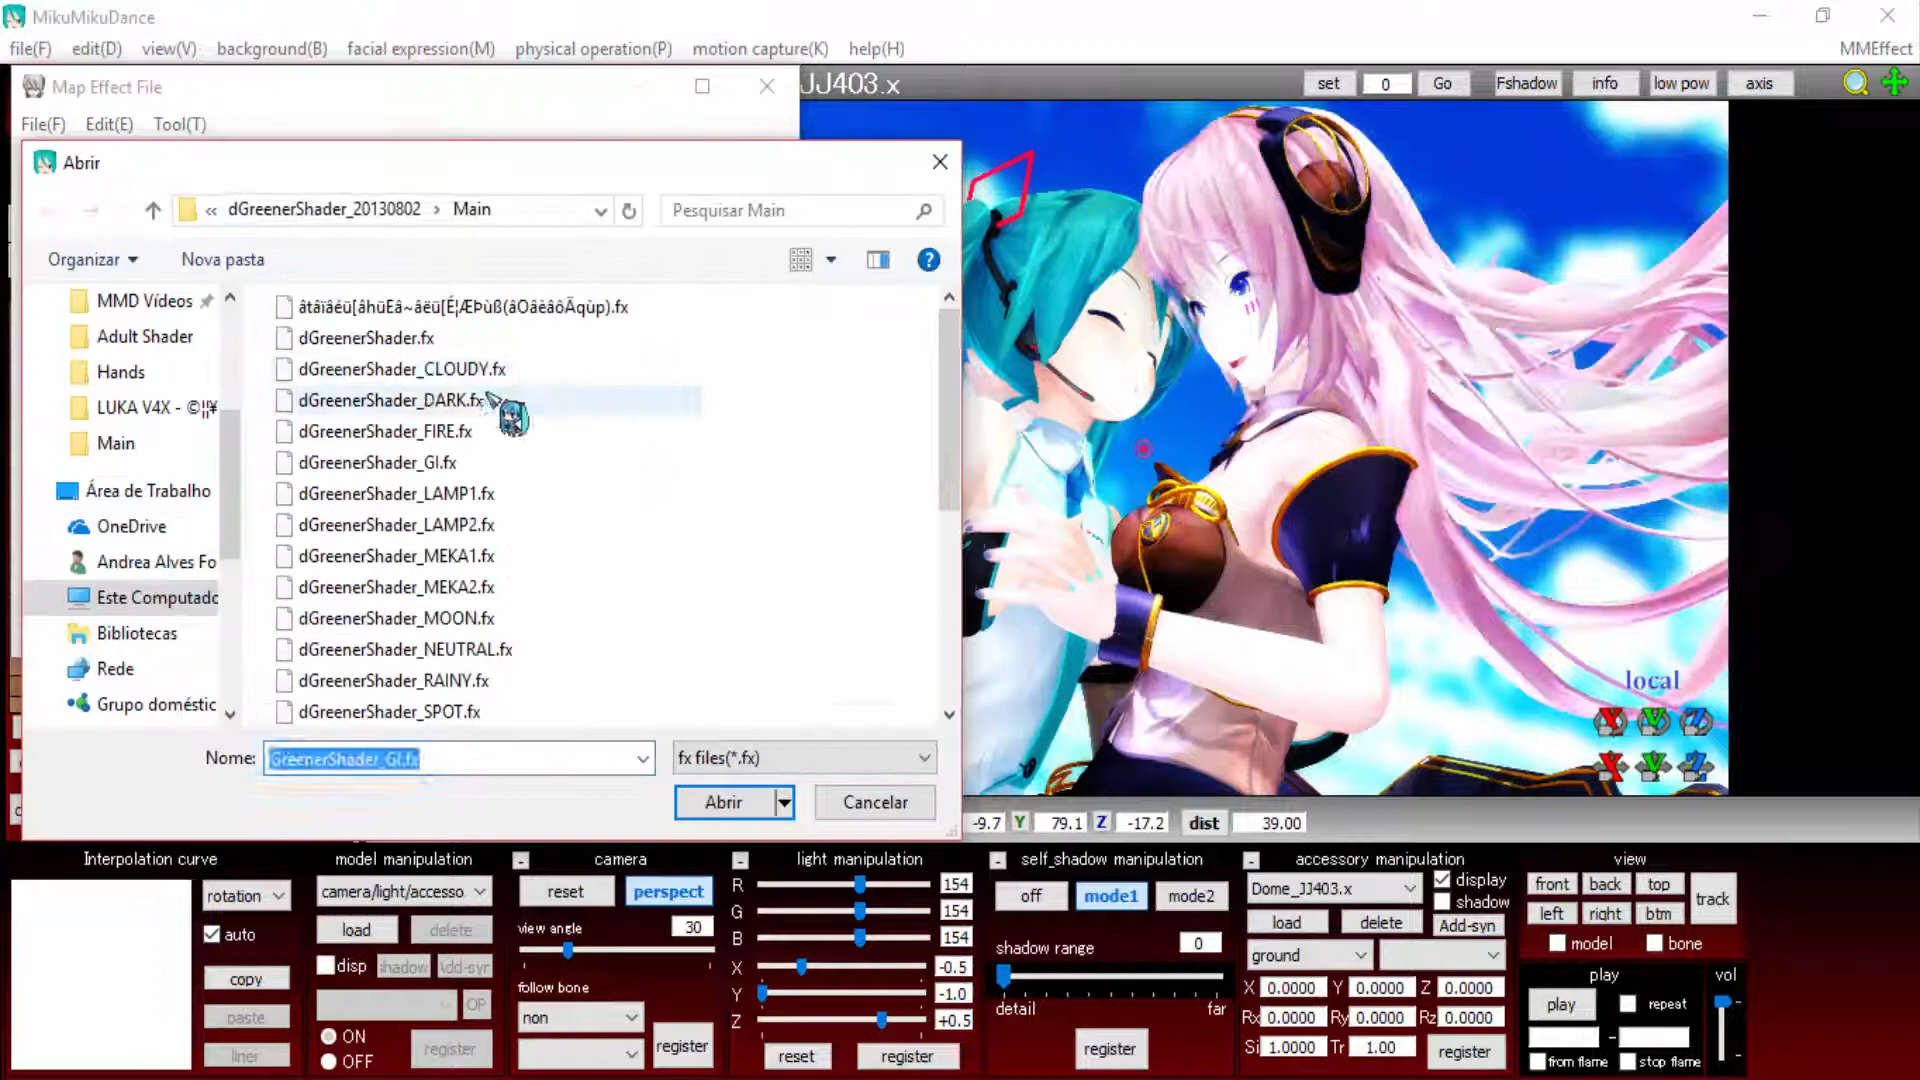 MikuMikuDance
file(F) edit(D) view(V) background(B) facial expression(M) physical operation(P) motion capture(K) help(H) MMEffect
Map Effect File
JJ403.x set 0 Go Fshadow info low pow axis
File(F) Edit(E) Tool(T)
Abrir
« dGreenerShader_20130802 › Main
Pesquisar Main
Organizar Nova pasta
MMD Vídeos
Adult Shader
Hands
LUKA V4X - ©¦¦¥
Main
Área de Trabalho
OneDrive
Andrea Alves Fo
Este Computado
Bibliotecas
Rede
Grupo doméstic
dGreenerShader.fx
dGreenerShader_CLOUDY.fx
dGreenerShader_DARK.fx
dGreenerShader_FIRE.fx
dGreenerShader_GI.fx
dGreenerShader_LAMP1.fx
dGreenerShader_LAMP2.fx
dGreenerShader_MEKA1.fx
dGreenerShader_MEKA2.fx
dGreenerShader_MOON.fx
dGreenerShader_NEUTRAL.fx
dGreenerShader_RAINY.fx
dGreenerShader_SPOT.fx
Nome: GreenerShader_GI.fx fx files(*.fx)
Abrir Cancelar
local
X Y Z
X Y Z
-9.7 Y 79.1 Z -17.2 dist 39.00
Interpolation curve
rotation
auto
copy
paste
liner
model manipulation
camera/light/accesso
load delete
disp shadow Add-syn
OP
ON
OFF
register
- camera
reset perspect
view angle 30
follow bone
non
register
- light manipulation
R 154
G 154
B 154
X -0.5
Y -1.0
Z +0.5
reset register
- self_shadow manipulation
off mode1 mode2
shadow range 0
detail far
register
- accessory manipulation
Dome_JJ403.x display
shadow
load delete Add-syn
ground
X 0.0000 Y 0.0000 Z 0.0000
Rx 0.0000 Ry 0.0000 Rz 0.0000
Si 1.0000 Tr 1.00 register
view
front back top
left right btm
track
model bone
play vol
play repeat
-
from flame stop flame